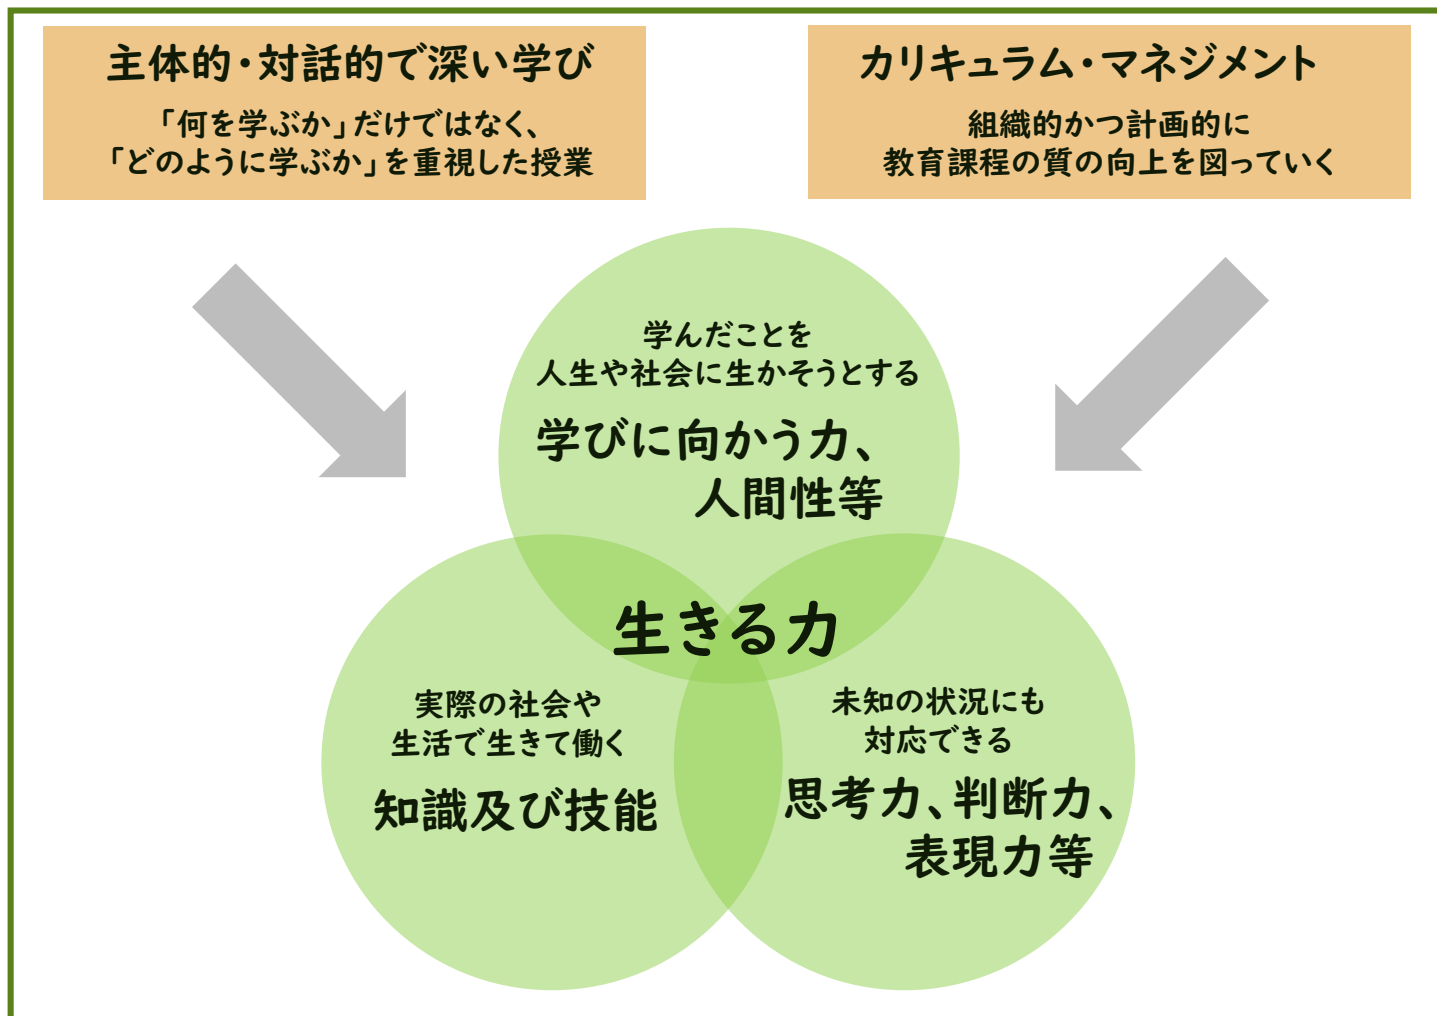 主体的・対話的で深い学び
「何を学ぶか」だけではなく、
「どのように学ぶか」を重視した授業
カリキュラム・マネジメント
組織的かつ計画的に
教育課程の質の向上を図っていく
学んだことを
人生や社会に生かそうとする
学びに向かう力、
人間性等
生きる力
実際の社会や
生活で生きて働く
知識及び技能
未知の状況にも
対応できる
思考力、判断力、
表現力等